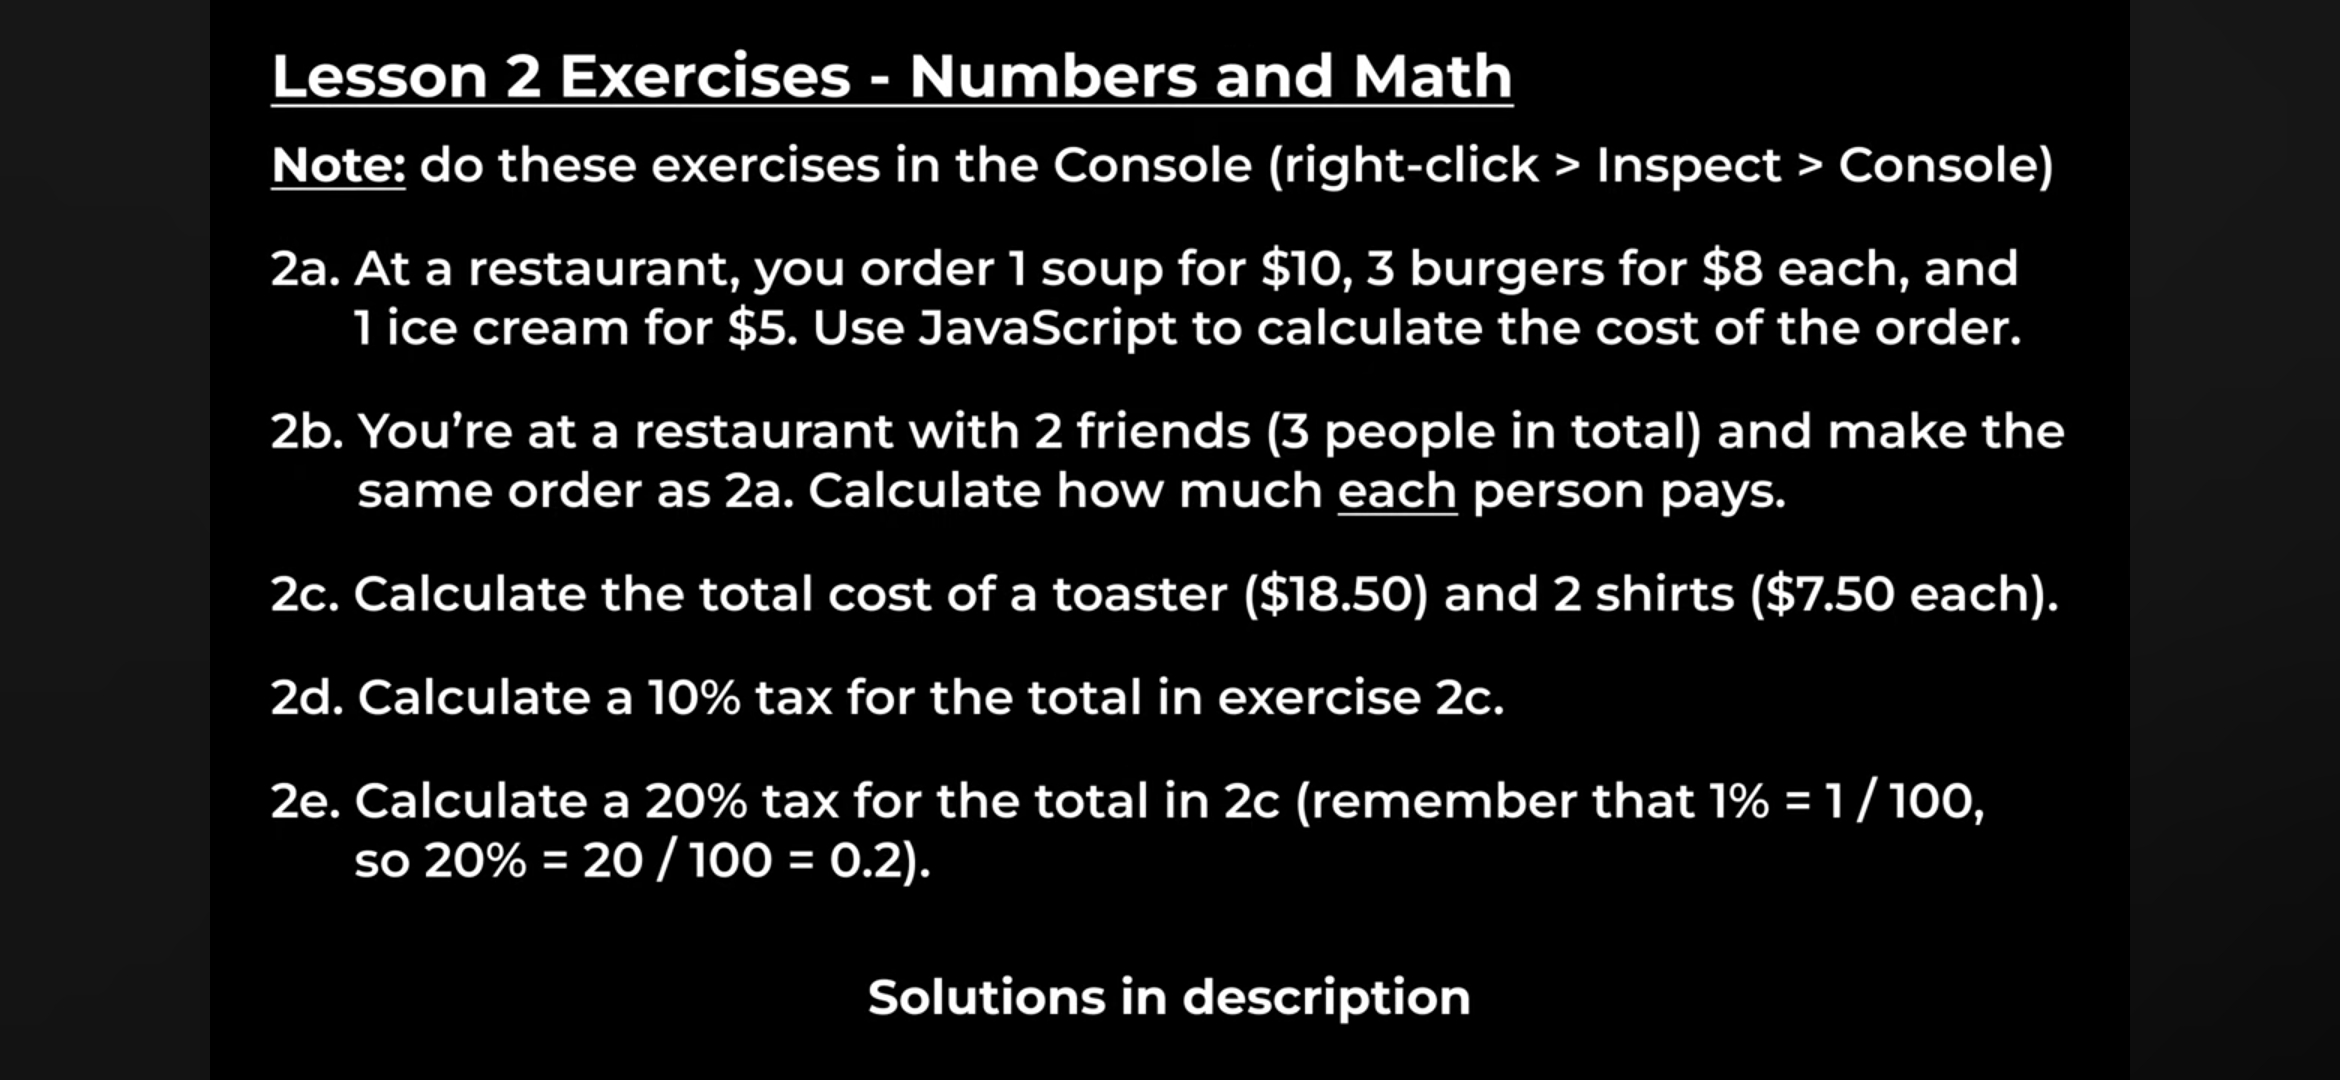 Lesson 2 Exercises - Numbers and Math
Note: do these exercises in the Console (right-click > Inspect > Console)
2a. At a restaurant, you order 1 soup for $10, 3 burgers for $8 each, and
1 ice cream for $5. Use JavaScript to calculate the cost of the order.
2b. You’re at a restaurant with 2 friends (3 people in total) and make the
same order as 2a. Calculate how much each person pays.
2c. Calculate the total cost of a toaster ($18.50) and 2 shirts ($7.50 each).
2d. Calculate a 10% tax for the total in exercise 2c.
2e. Calculate a 20% tax for the total in 2c (remember that 1% = 1 / 100,
so 20% = 20 / 100 = 0.2).
Solutions in description